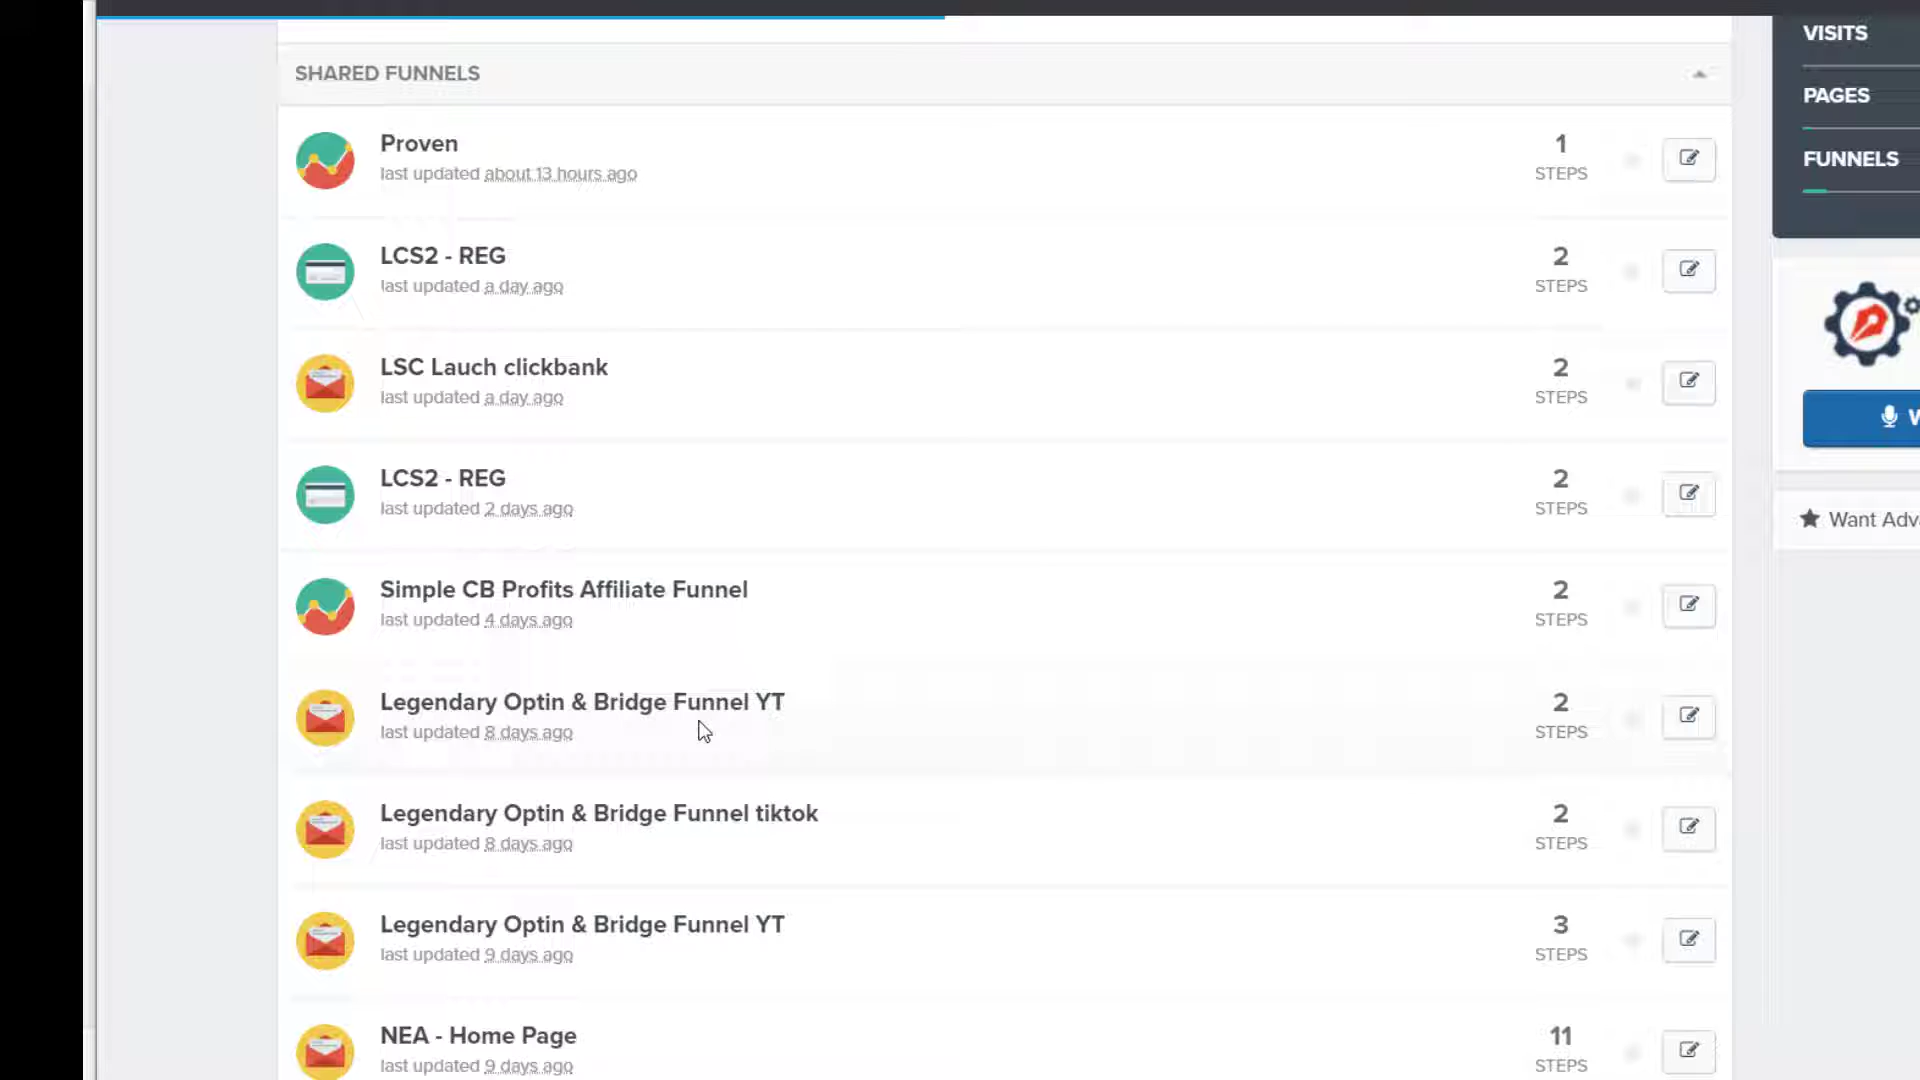 SHARED FUNNELS
Proven
last updated about 13 hours ago
1
STEPS
LCS2 - REG
last updated a day ago
2
STEPS
LSC Lauch clickbank
last updated a day ago
2
STEPS
LCS2 - REG
last updated 2 days ago
2
STEPS
Simple CB Profits Affiliate Funnel
last updated 4 days ago
2
STEPS
Legendary Optin & Bridge Funnel YT
last updated 8 days ago
2
STEPS
Legendary Optin & Bridge Funnel tiktok
last updated 8 days ago
2
STEPS
Legendary Optin & Bridge Funnel YT
last updated 9 days ago
3
STEPS
NEA - Home Page
last updated 9 days ago
11
STEPS
VISITS
PAGES
FUNNELS
Want